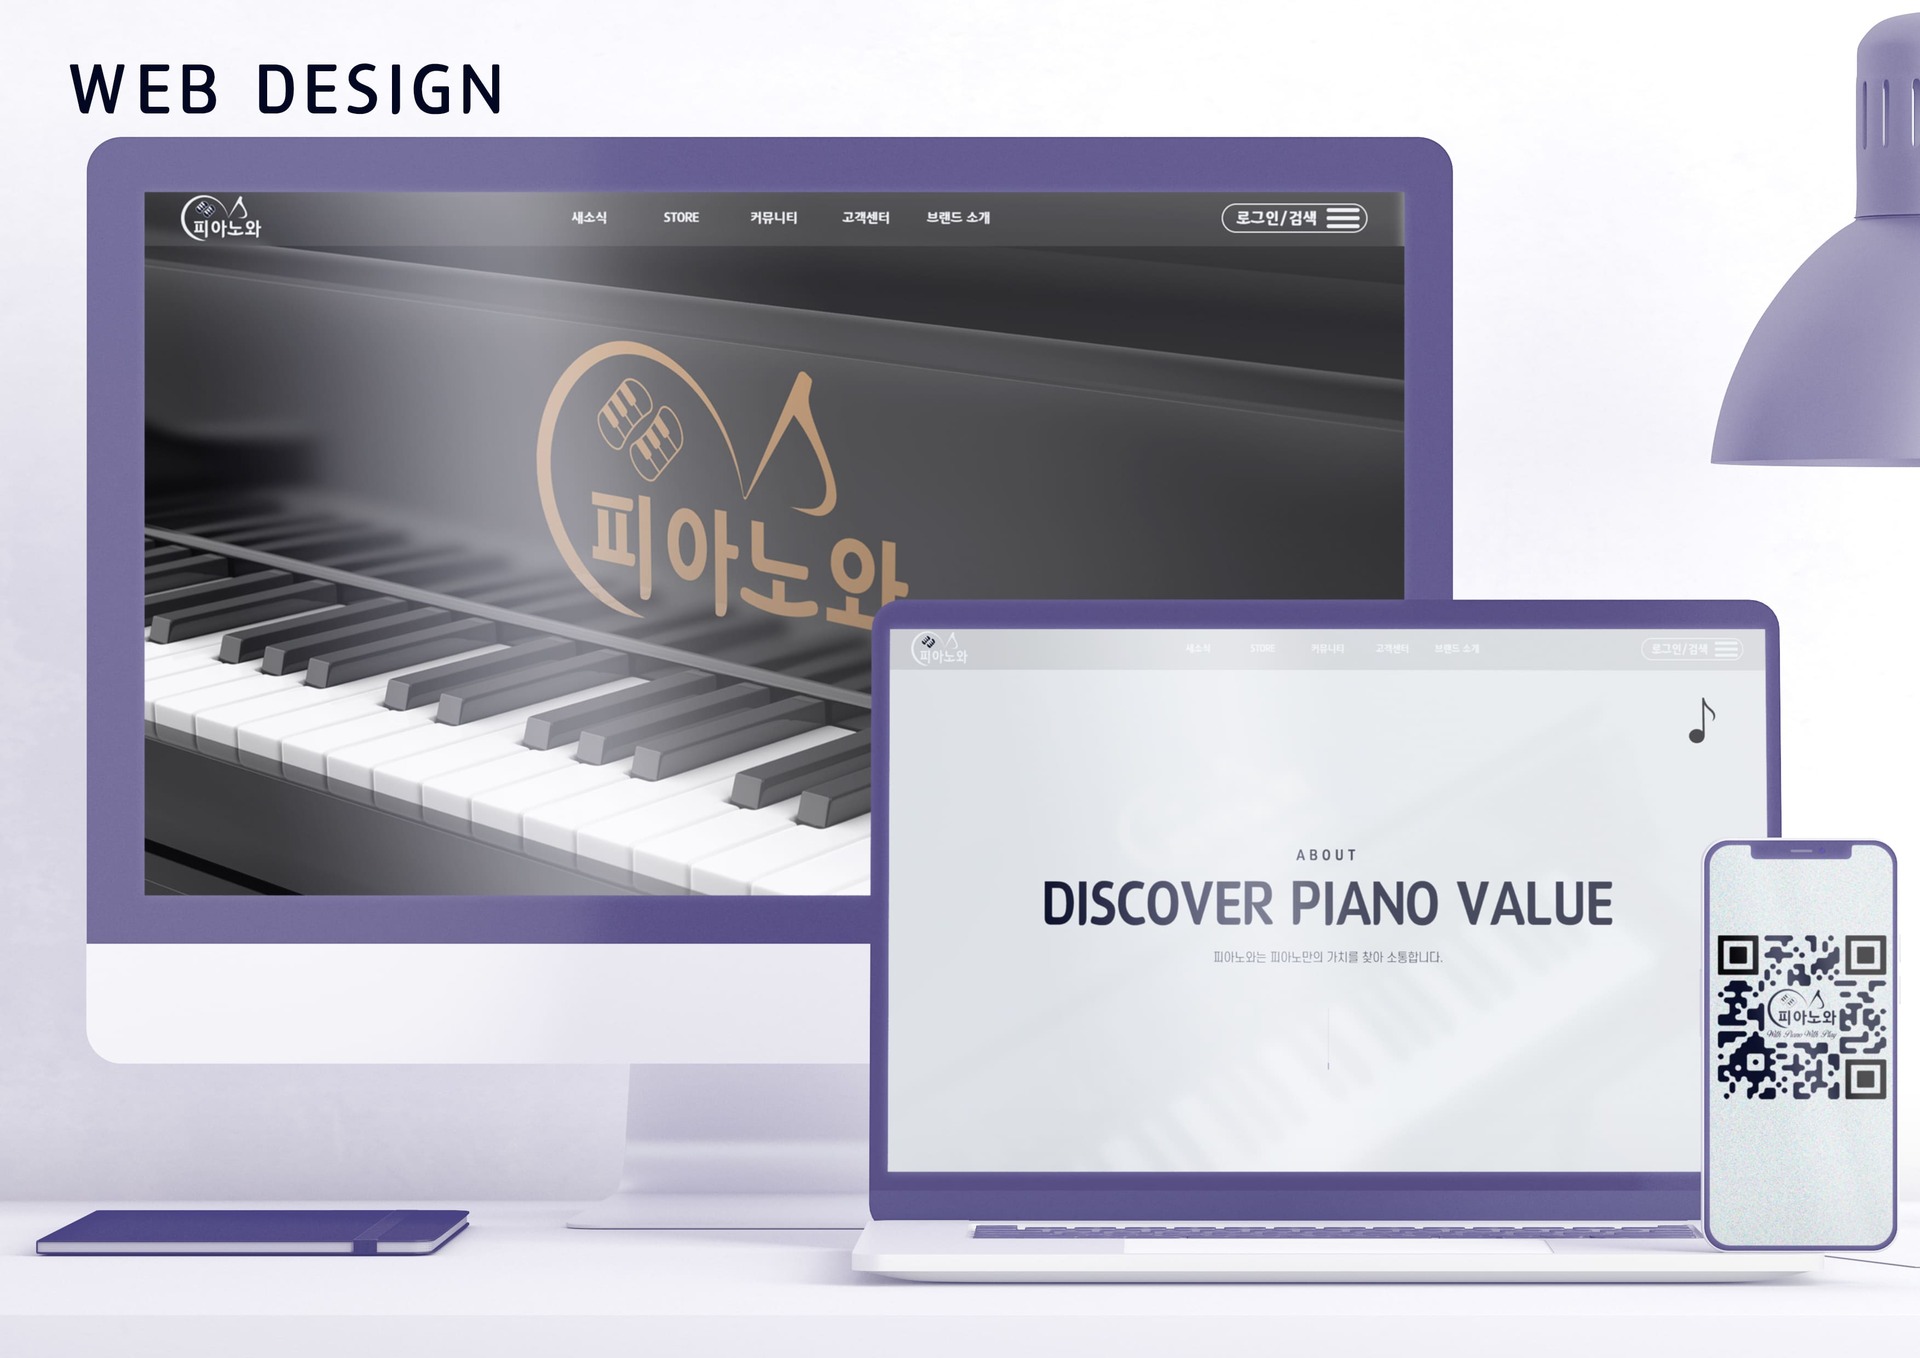 WEB DESIGN
피아노와
새소식 STORE 커뮤니티 고객센터 브랜드 소개
로그인/검색
피아노와
피아노와
새소식 STORE 커뮤니티 고객센터 브랜드 소개
로그인/검색
ABOUT
DISCOVER PIANO VALUE
피아노와는 피아노만의 가치를 찾아 소통합니다.
피아노와
With Piano With Play